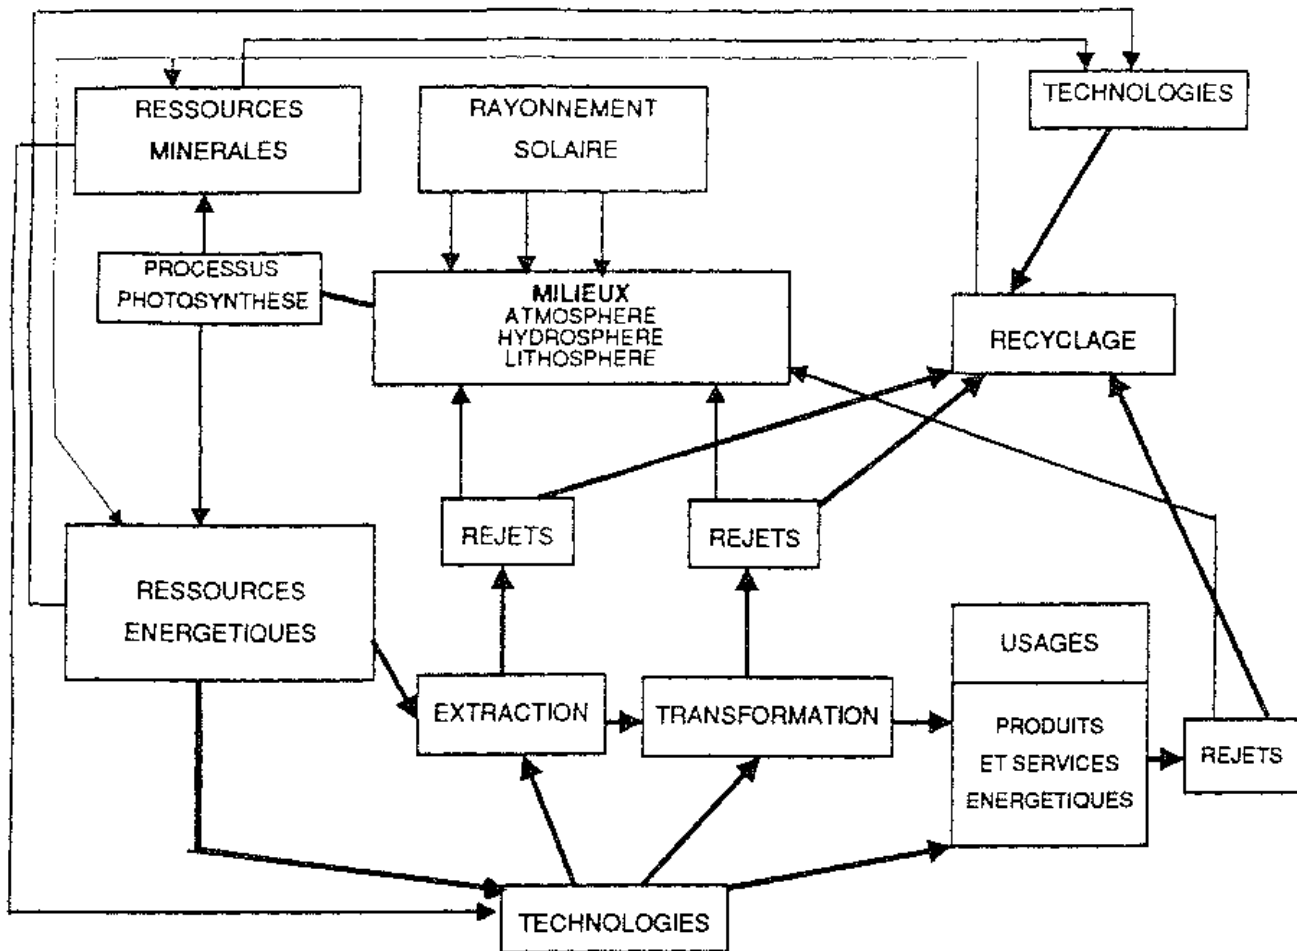 RESSOURCES
MINERALES
RAYONNEMENT
SOLAIRE
TECHNOLOGIES
PROCESSUS
PHOTOSYNTHESE
MILIEUX
ATMOSPHERE
HYDROSPHERE
LITHOSPHERE
RECYCLAGE
REJETS
REJETS
RESSOURCES
ENERGETIQUES
USAGES
EXTRACTION
TRANSFORMATION
PRODUITS
ET SERVICES
ENERGETIQUES
REJETS
TECHNOLOGIES